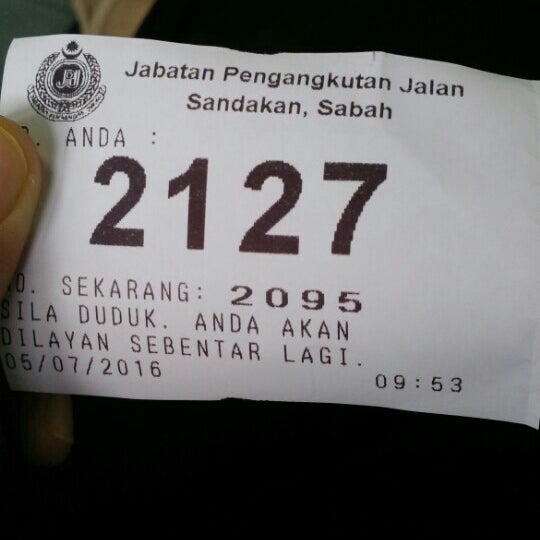 JPJ
Jabatan Pengangkutan Jalan
Sandakan, Sabah
. ANDA :
2127
O. SEKARANG: 2095
SILA DUDUK. ANDA AKAN
DILAYAN SEBENTAR LAGI.
05/07/2016 09:53